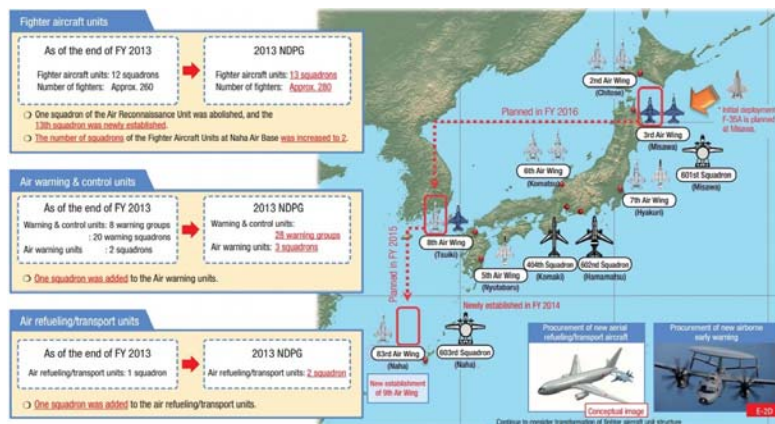 Fighter aircraft units
As of the end of FY 2013
Fighter aircraft units: 12 squadrons
Number of fighters: Approx. 260
2013 NDPG
Fighter aircraft units: 13 squadrons
Number of fighters: Approx. 280
One squadron of the Air Reconnaissance Unit was abolished, and the
13th squadron was newly established.
The number of squadrons of the Fighter Aircraft Units at Naha Air Base was increased to 2.
Air warning & control units
As of the end of FY 2013
Warning & control units: 8 warning groups
: 20 warning squadrons
Air warning units : 2 squadrons
2013 NDPG
Warning & control units:
28 warning groups
Air warning units: 3 squadrons
One squadron was added to the Air warning units.
Air refueling/transport units
As of the end of FY 2013
Air refueling/transport units: 1 squadron
2013 NDPG
Air refueling/transport units: 2 squadron
One squadron was added to the air refueling/transport units.
2nd Air Wing
(Chitose)
Planned in FY 2016
* Initial deployment
F-35A is planned
at Misawa.
3rd Air Wing
(Misawa)
601st Squadron
(Misawa)
6th Air Wing
(Komatsu)
7th Air Wing
(Hyakuri)
8th Air Wing
(Tsuiki)
5th Air Wing
(Nyutabaru)
404th Squadron
(Komaki)
602nd Squadron
(Hamamatsu)
Planned in FY 2015
Newly established in FY 2014
83rd Air Wing
(Naha)
603rd Squadron
(Naha)
New establishment
of 9th Air Wing
Procurement of new aerial
refueling/transport aircraft
Conceptual image
Procurement of new airborne
early warning
E-2D
Continue to consider transformation of fighter aircraft unit structure